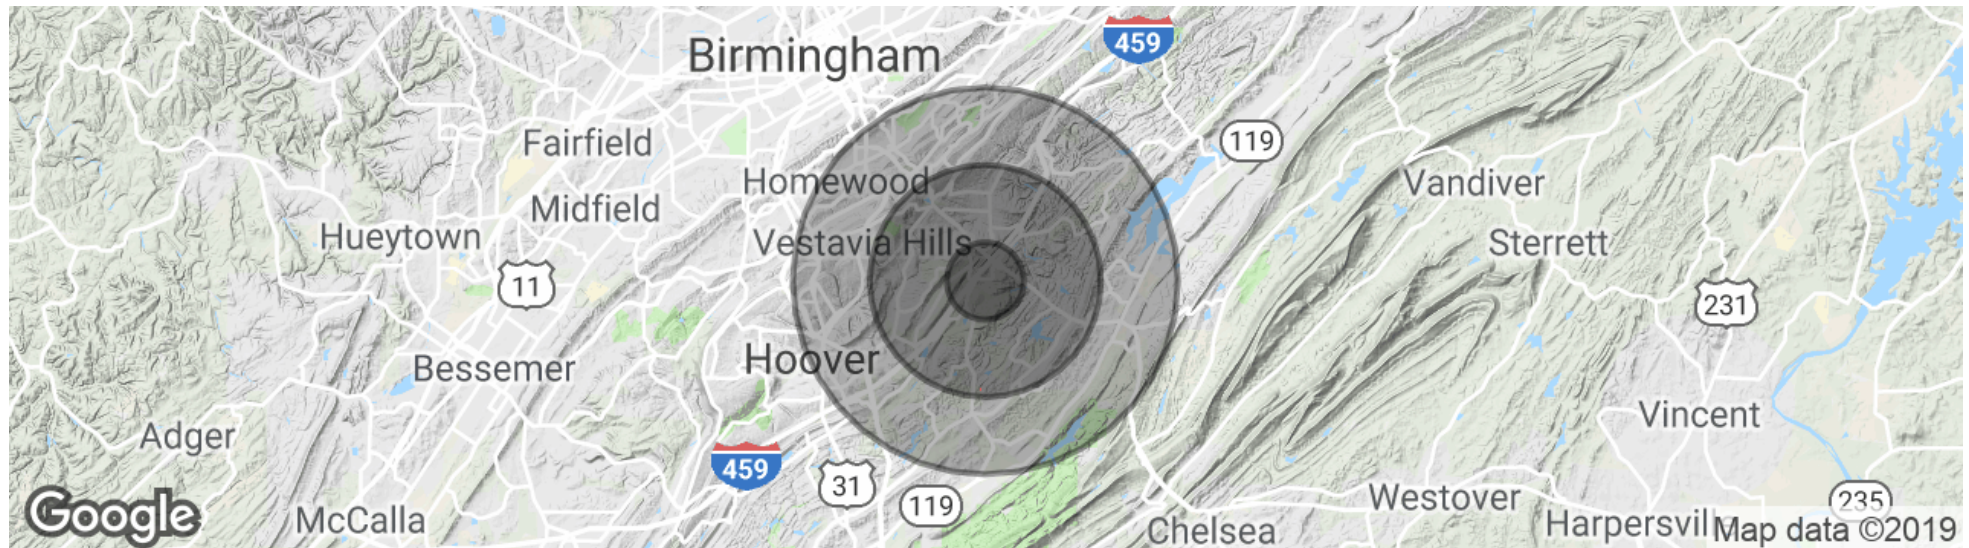 Birmingham
459
119
Fairfield
Homewood
Vandiver
Midfield
Hueytown
Vestavia Hills
Sterrett
11
231
Hoover
Bessemer
Vincent
Adger
459
31
119
Westover
235
Google
McCalla
Chelsea
Harpersvil
Map data ©2019